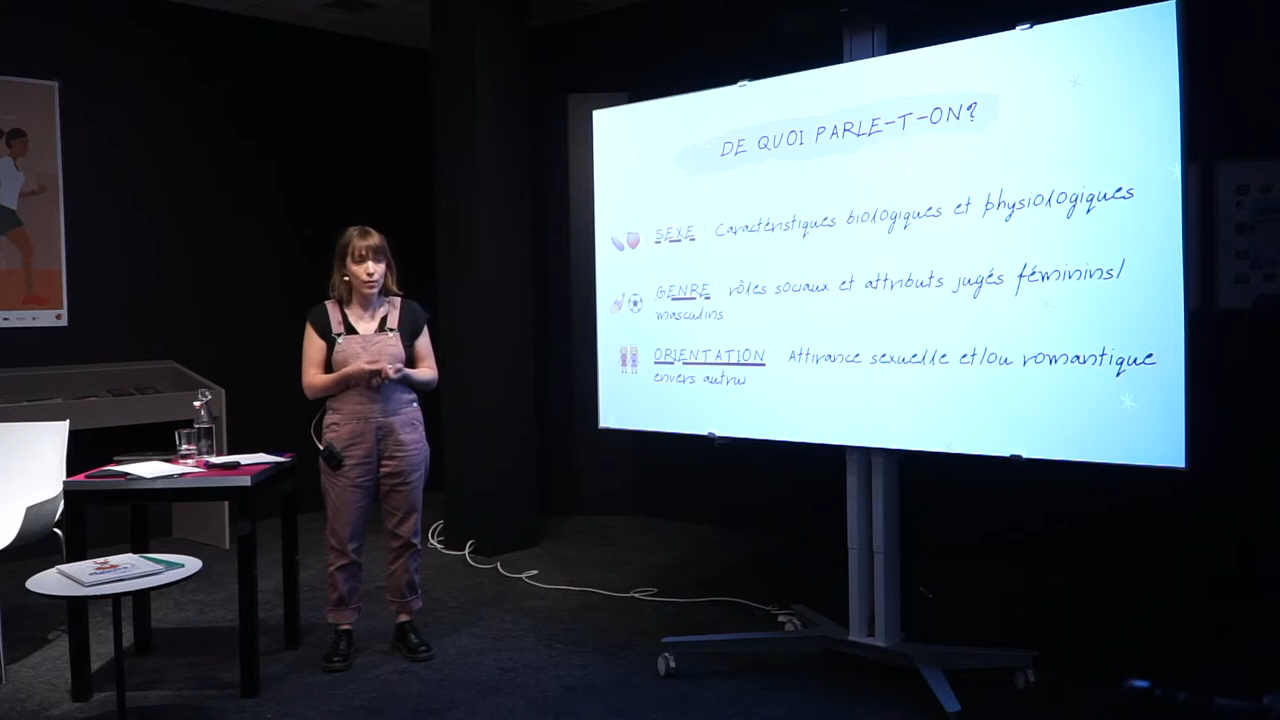 DE QUOI PARLE-T-ON?
SEXE : Caractéristiques biologiques et physiologiques
GENRE : rôles sociaux et attributs jugés féminins/
masculins
ORIENTATION : Attirance sexuelle et/ou romantique
envers autrui